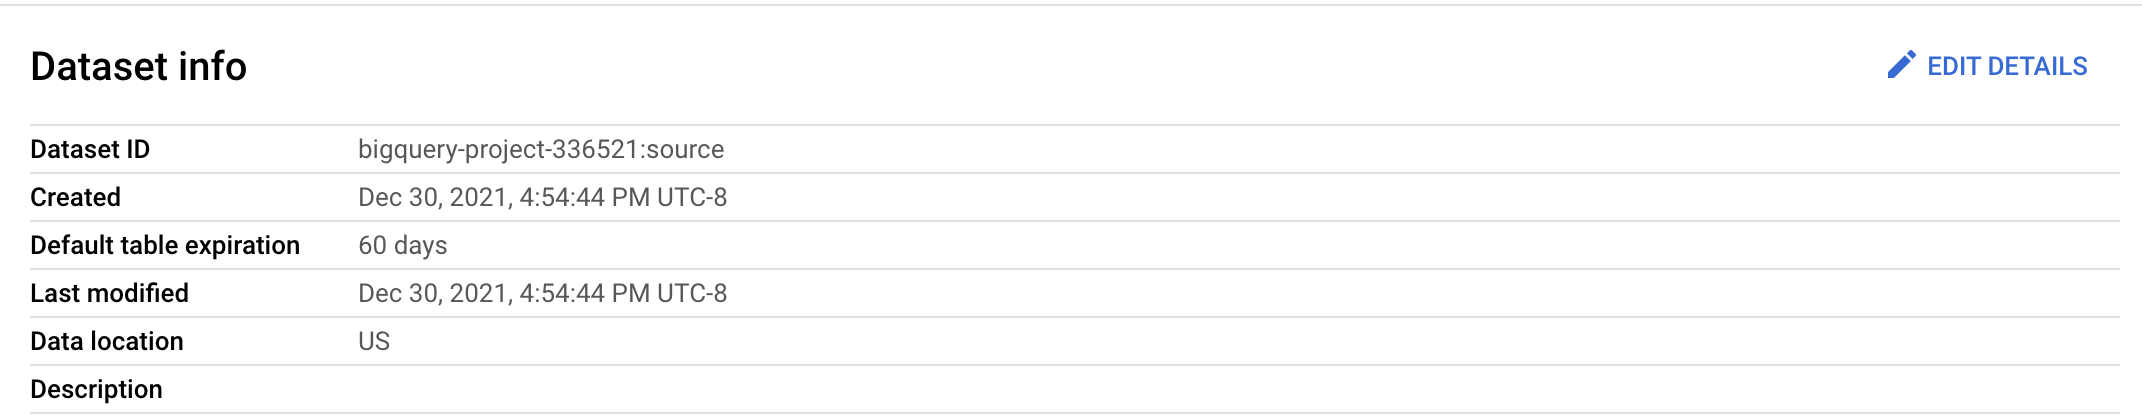 Dataset info
EDIT DETAILS
Dataset ID bigquery-project-336521:source
Created Dec 30, 2021, 4:54:44 PM UTC-8
Default table expiration 60 days
Last modified Dec 30, 2021, 4:54:44 PM UTC-8
Data location US
Description